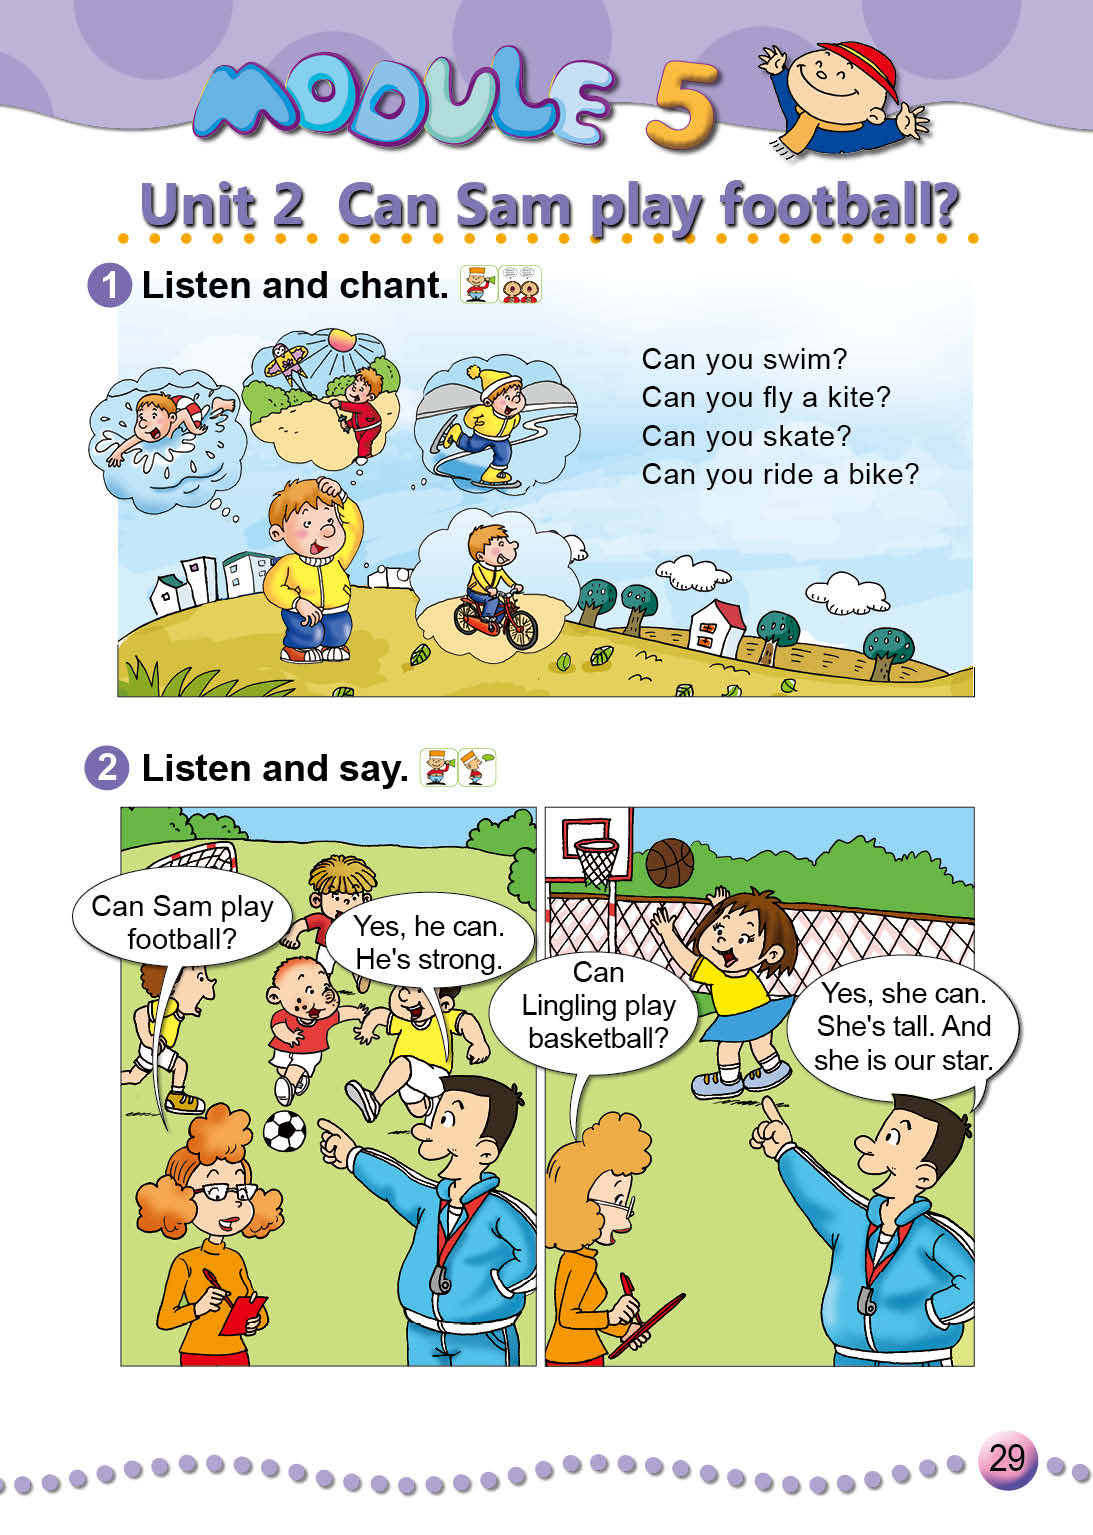 MODULE 5
Unit 2 Can Sam play football?
1 Listen and chant.
Can you swim?
Can you fly a kite?
Can you skate?
Can you ride a bike?
2 Listen and say.
Can Sam play
football?
Yes, he can.
He's strong.
Can
Lingling play
basketball?
Yes, she can.
She's tall. And
she is our star.
29